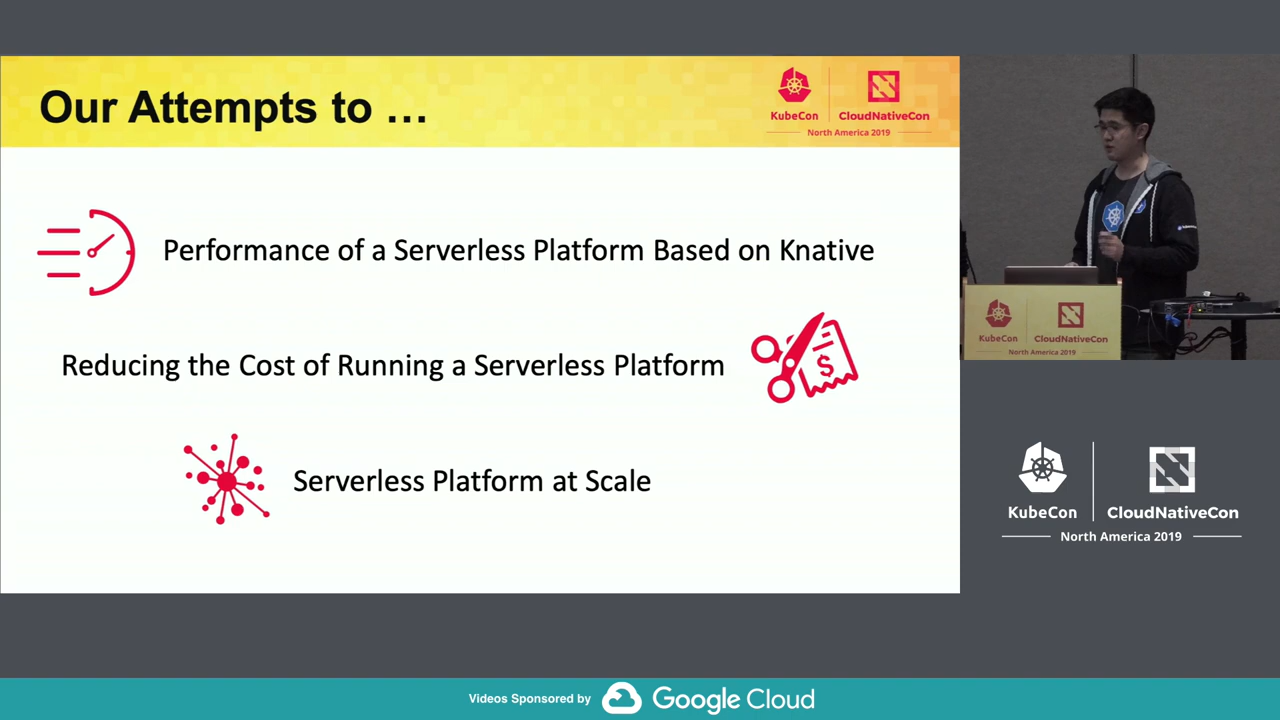 Our Attempts to ...
KubeCon
CloudNativeCon
North America 2019
Performance of a Serverless Platform Based on Knative
Reducing the Cost of Running a Serverless Platform
$
Serverless Platform at Scale
KubeCon
CloudNativeCon
North America 2019
KubeCon
CloudNativeCon
North America 2019
Videos Sponsored by
Google Cloud